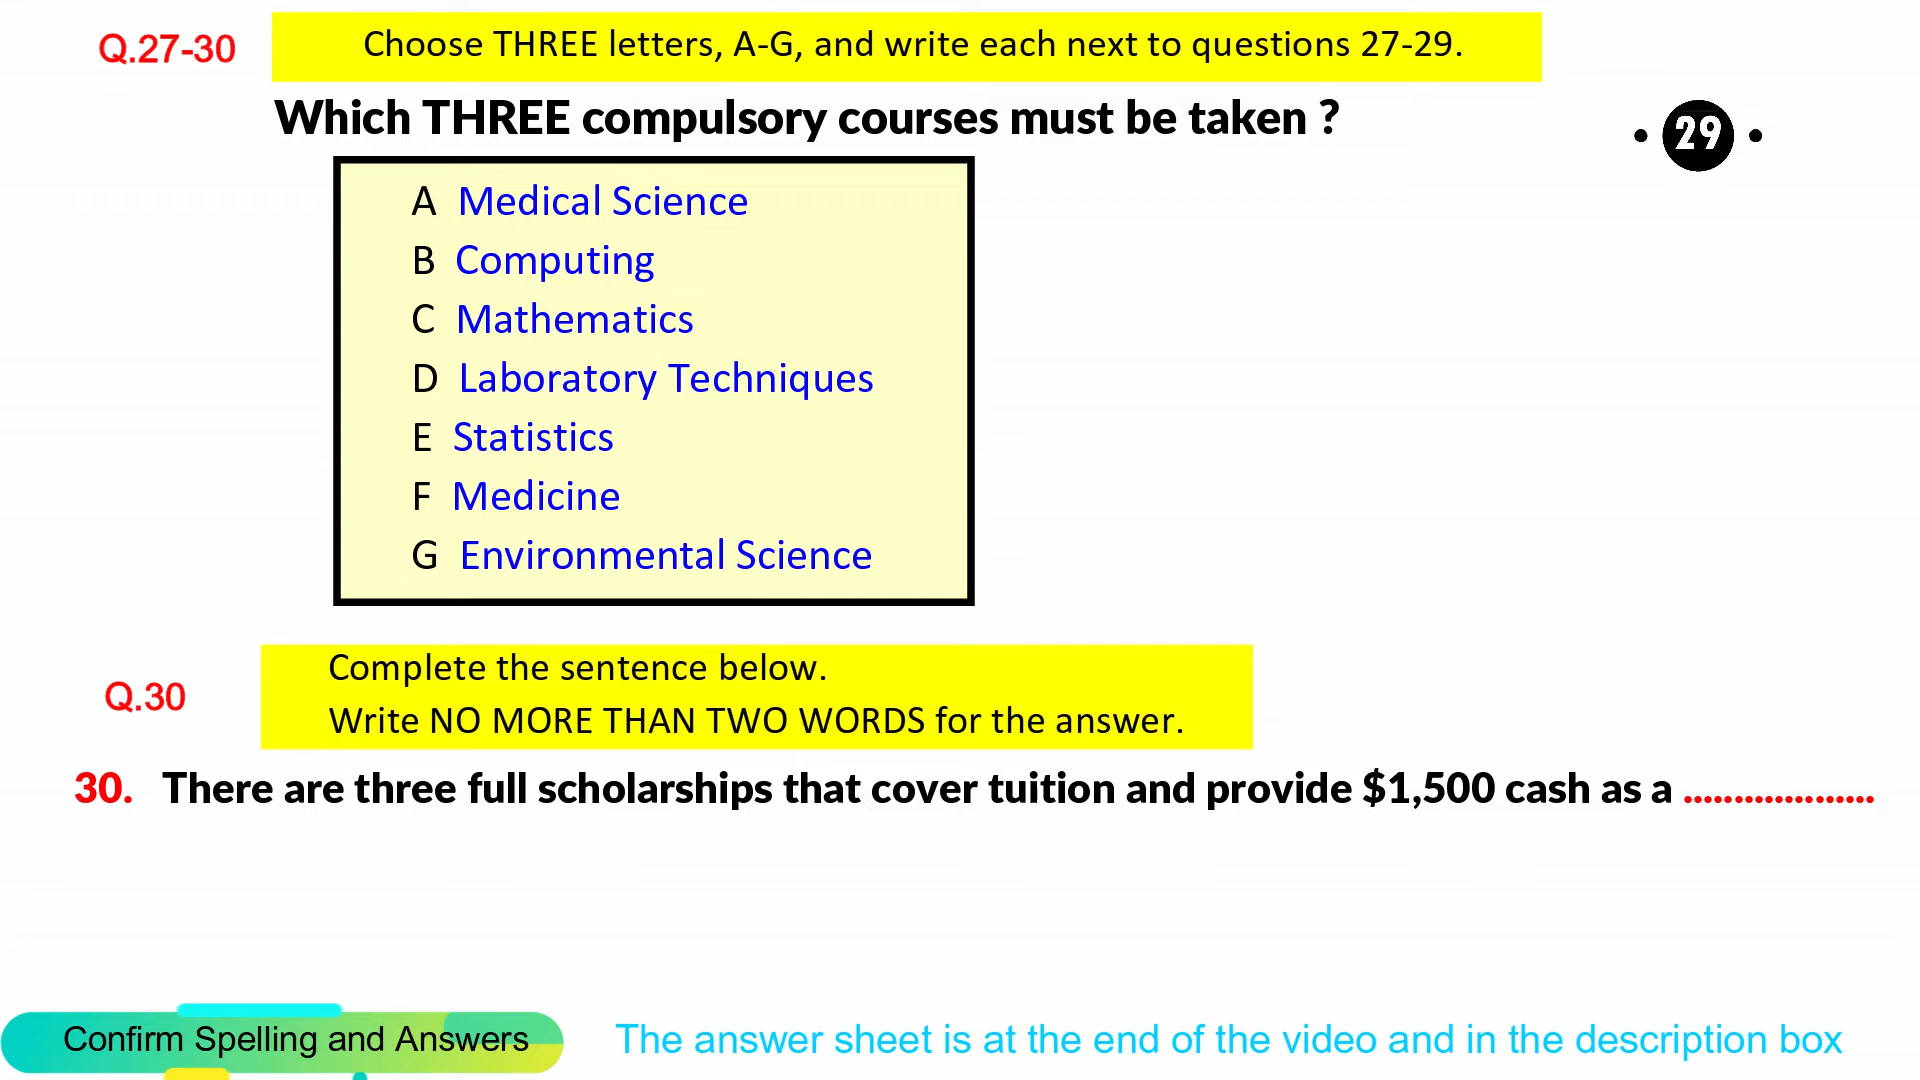 Q.27-30
Choose THREE letters, A-G, and write each next to questions 27-29.
Which THREE compulsory courses must be taken ?
29
A Medical Science
B Computing
C Mathematics
D Laboratory Techniques
E Statistics
F Medicine
G Environmental Science
Q.30
Complete the sentence below.
Write NO MORE THAN TWO WORDS for the answer.
30. There are three full scholarships that cover tuition and provide $1,500 cash as a ...................
Confirm Spelling and Answers
The answer sheet is at the end of the video and in the description box